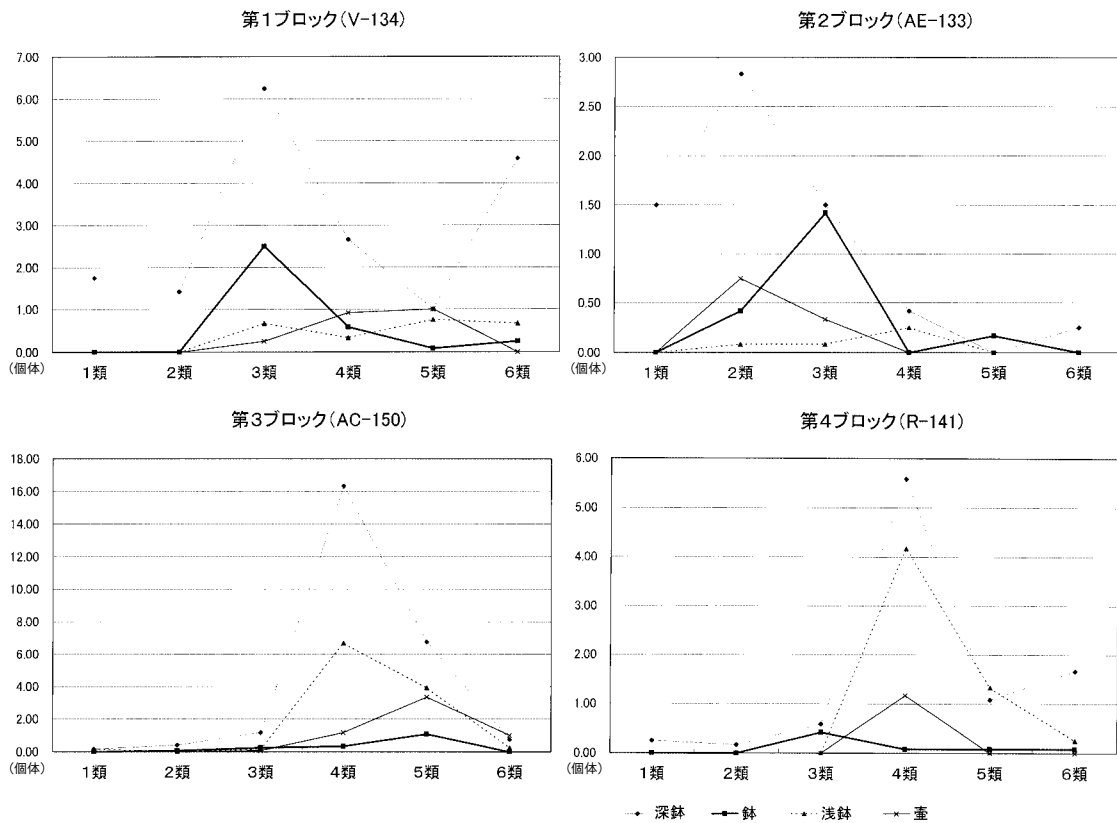 第1ブロック(V-134)
7.00
6.00
5.00
4.00
3.00
2.00
1.00
0.00
(個体)
1類 2類 3類 4類 5類 6類
第2ブロック(AE-133)
3.00
2.50
2.00
1.50
1.00
0.50
0.00
(個体)
1類 2類 3類 4類 5類 6類
第3ブロック(AC-150)
18.00
16.00
14.00
12.00
10.00
8.00
6.00
4.00
2.00
0.00
(個体)
1類 2類 3類 4類 5類 6類
第4ブロック(R-141)
6.00
5.00
4.00
3.00
2.00
1.00
0.00
(個体)
1類 2類 3類 4類 5類 6類
深鉢 鉢 浅鉢 壷